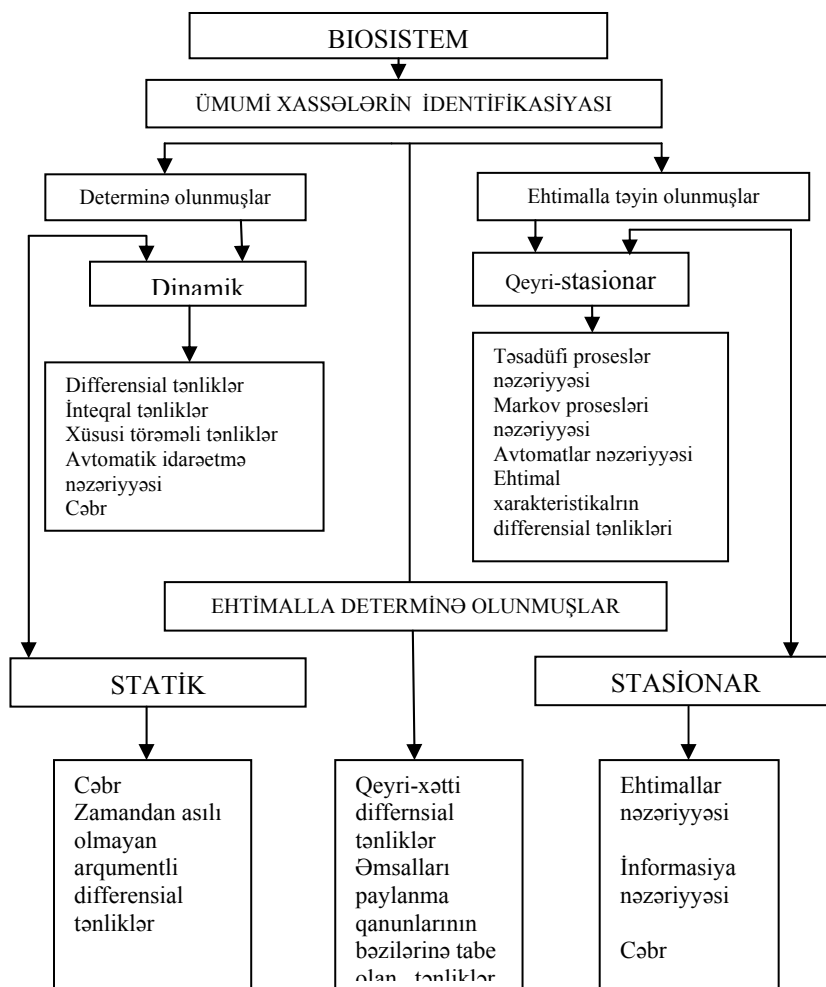 BIOSISTEM
ÜMUMİ XASSƏLƏRİN İDENTİFİKASİYASI
Determinə olunmuşlar
Ehtimalla təyin olunmuşlar
Dinamik
Qeyri-stasionar
Differensial tənliklər
İnteqral tənliklər
Xüsusi törəməli tənliklər
Avtomatik idarəetmə
nəzəriyyəsi
Cəbr
Təsadüfi proseslər
nəzəriyyəsi
Markov prosesləri
nəzəriyyəsi
Avtomatlar nəzəriyyəsi
Ehtimal
xarakteristikalrın
differensial tənlikləri
EHTİMALLA DETERMİNƏ OLUNMUŞLAR
STATİK
STASİONAR
Cəbr
Zamandan asılı
olmayan
arqumentli
differensial
tənliklər
Qeyri-xətti
differnsial
tənliklər
Əmsalları
paylanma
qanunlarının
bəzilərinə tabe
olan tənliklər
Ehtimallar
nəzəriyyəsi
İnformasiya
nəzəriyyəsi
Cəbr